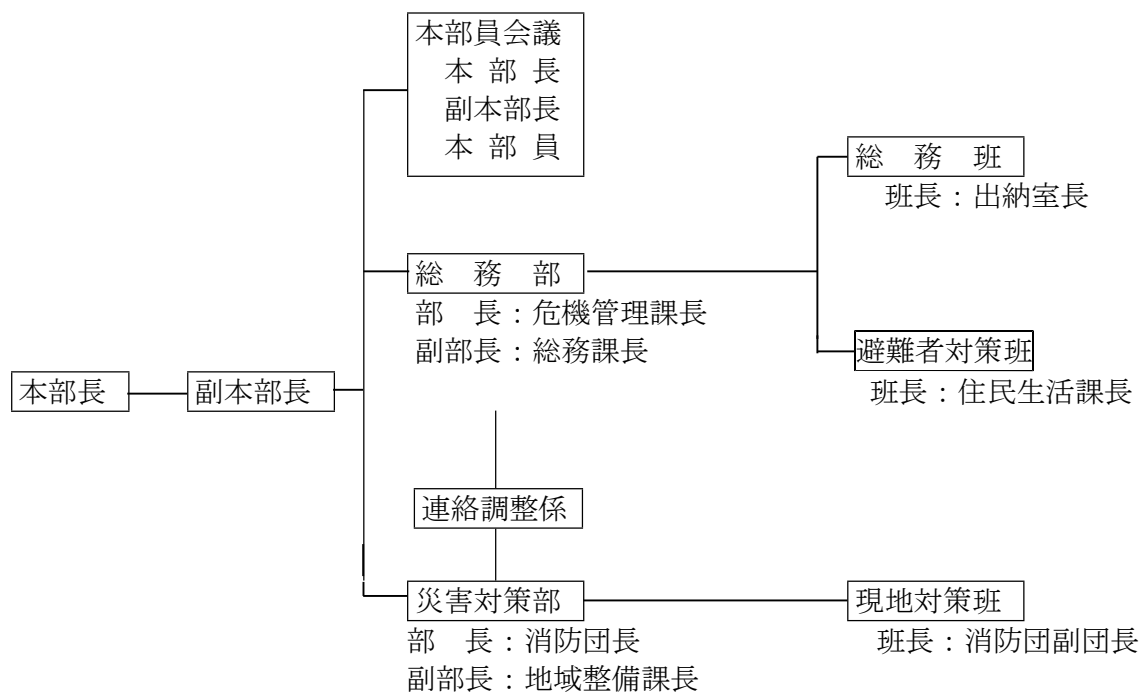 本部員会議
本 部 長
副本部長
本 部 員
総 務 班
班長：出納室長
総 務 部
部 長：危機管理課長
副部長：総務課長
避難者対策班
班長：住民生活課長
本部長
副本部長
連絡調整係
災害対策部
部 長：消防団長
副部長：地域整備課長
現地対策班
班長：消防団副団長